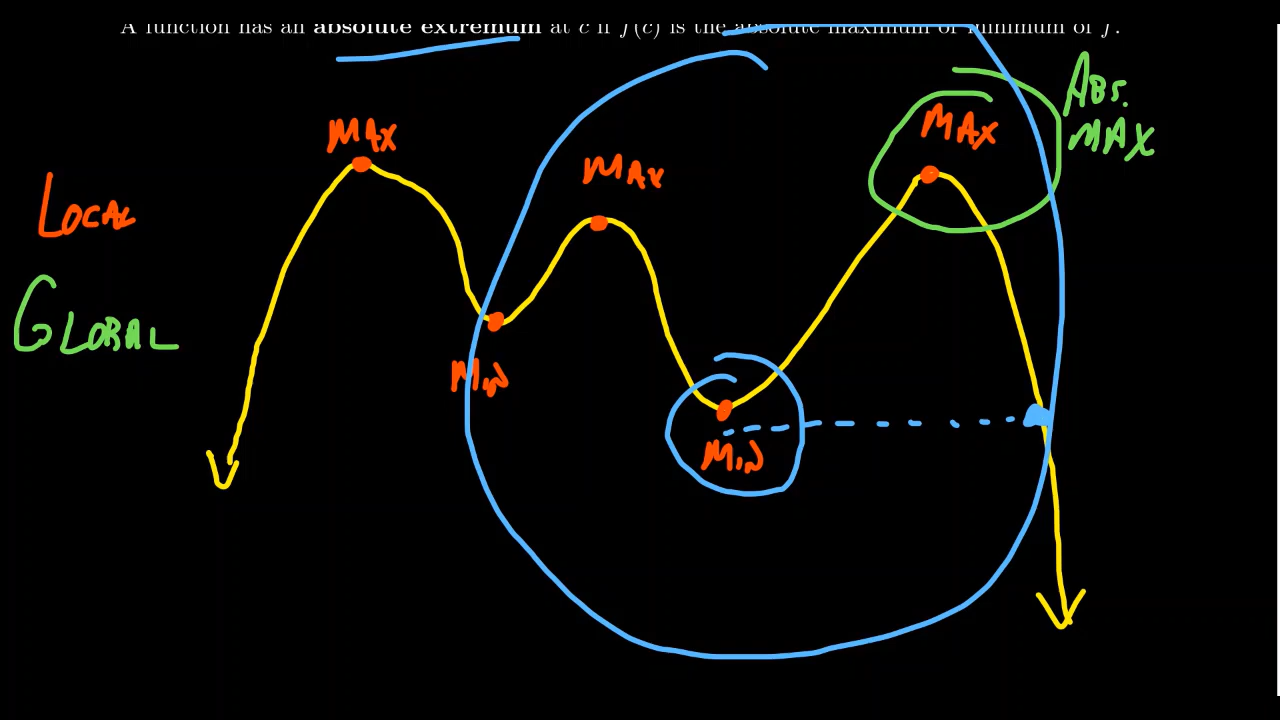 A function has an absolute extremum at c if f(c) is the absolute maximum or minimum of f.
ABS.
MAX
MAX
MAX
MAX
LOCAL
GLOBAL
MIN
MIN